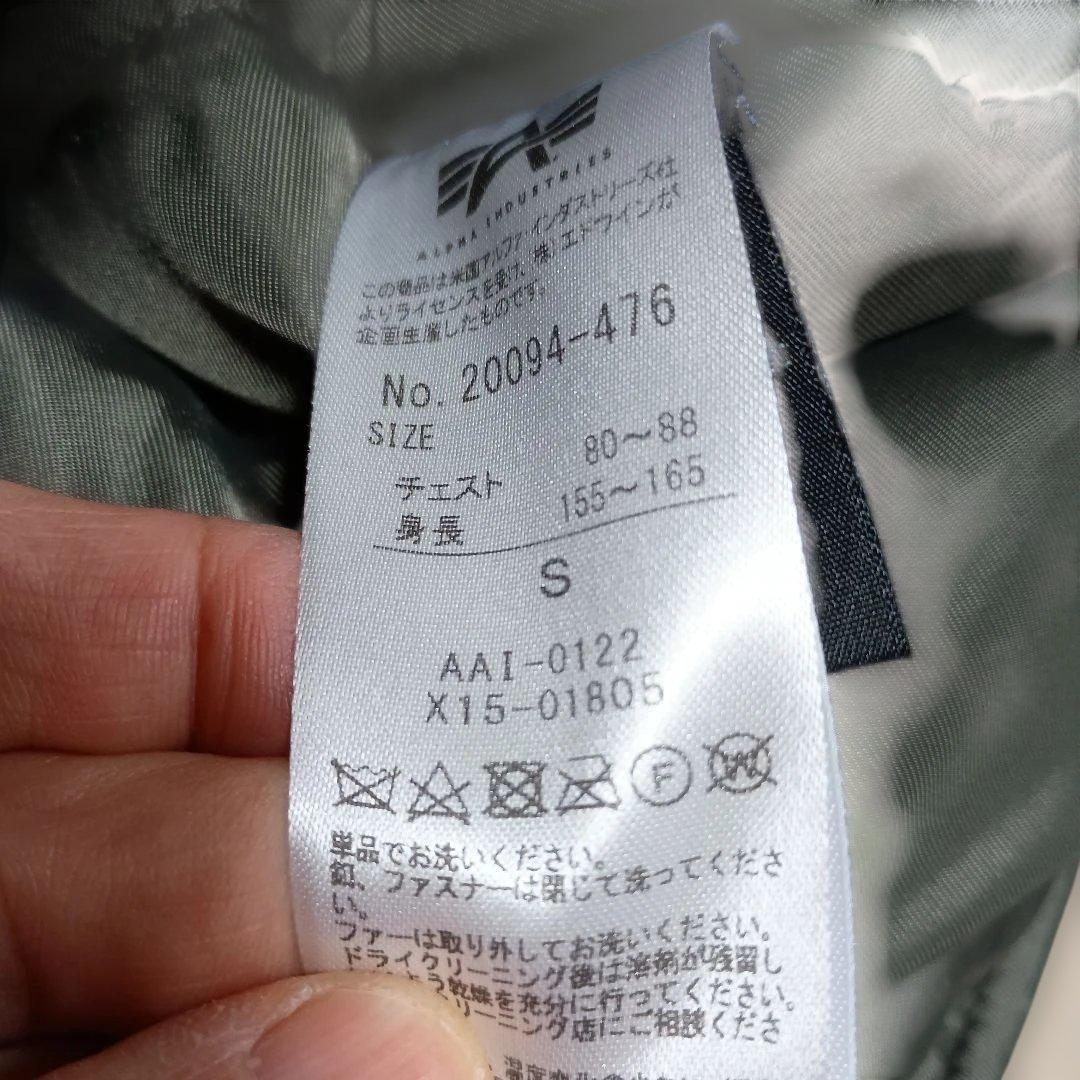 ALPHA INDUSTRIES
この商品は米国アルファ・インダストリーズ社
よりライセンスを受け、㈱エドウインが
企画生産したものです。
No. 20094-476
SIZE
チェスト 80～88
身長 155～165
S
AAI-0122
X15-01805
F
W
単品でお洗いください。
釦、ファスナーは閉じて洗ってくださ
い。
ファーは取り外してお洗いください。
ドライクリーニング後は溶剤が残留し
よう乾燥を充分に行ってください。
リーニング店にご相談くださ